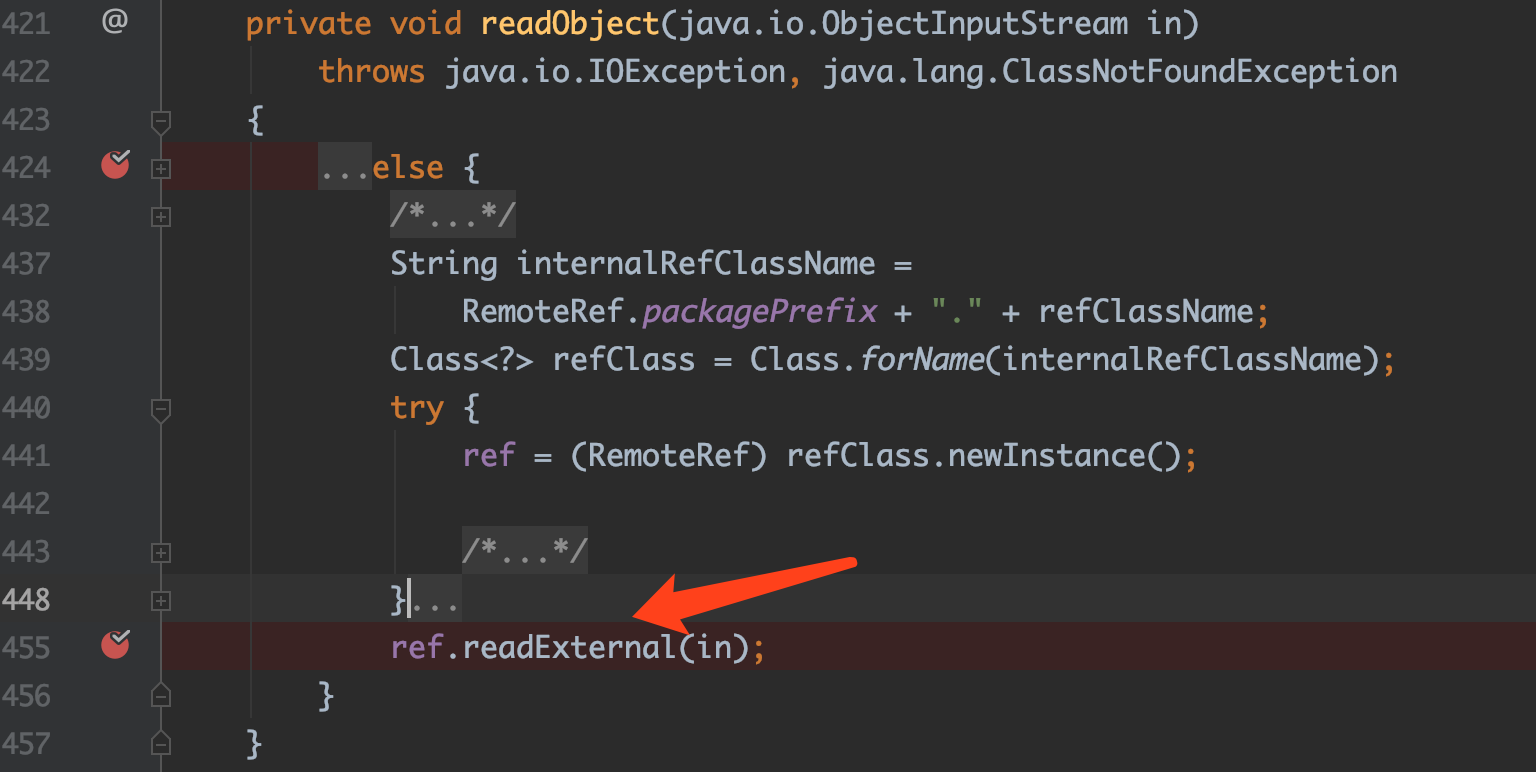 421 @ private void readObject(java.io.ObjectInputStream in)
422 throws java.io.IOException, java.lang.ClassNotFoundException
423 {
424 ...else {
432 /*...*/
437 String internalRefClassName =
438 RemoteRef.packagePrefix + "." + refClassName;
439 Class<?> refClass = Class.forName(internalRefClassName);
440 try {
441 ref = (RemoteRef) refClass.newInstance();
442
443 /*...*/
448 }...
455 ref.readExternal(in);
456 }
457 }